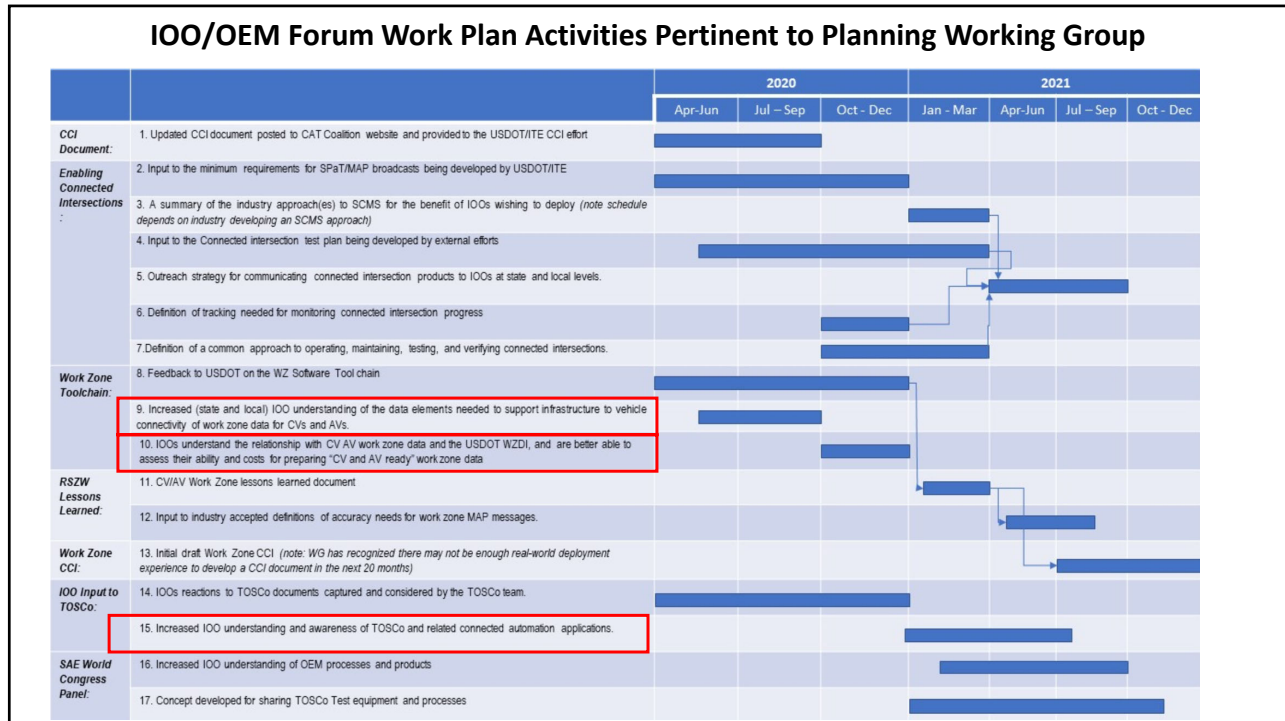 IOO/OEM Forum Work Plan Activities Pertinent to Planning Working Group
2020
2021
Apr-Jun
Jul – Sep
Oct - Dec
Jan - Mar
Apr-Jun
Jul – Sep
Oct - Dec
CCI
Document:
1. Updated CCI document posted to CAT Coalition website and provided to the USDOT/ITE CCI effort
Enabling
Connected
Intersections
:
2. Input to the minimum requirements for SPaT/MAP broadcasts being developed by USDOT/ITE
3. A summary of the industry approach(es) to SCMS for the benefit of IOOs wishing to deploy (note schedule
depends on industry developing an SCMS approach)
4. Input to the Connected intersection test plan being developed by external efforts
5. Outreach strategy for communicating connected intersection products to IOOs at state and local levels.
6. Definition of tracking needed for monitoring connected intersection progress
7.Definition of a common approach to operating, maintaining, testing, and verifying connected intersections.
Work Zone
Toolchain:
8. Feedback to USDOT on the WZ Software Tool chain
9. Increased (state and local) IOO understanding of the data elements needed to support infrastructure to vehicle
connectivity of work zone data for CVs and AVs.
10. IOOs understand the relationship with CV AV work zone data and the USDOT WZDI, and are better able to
assess their ability and costs for preparing “CV and AV ready” work zone data
RSZW
Lessons
Learned:
11. CV/AV Work Zone lessons learned document
12. Input to industry accepted definitions of accuracy needs for work zone MAP messages.
Work Zone
CCI:
13. Initial draft Work Zone CCI (note: WG has recognized there may not be enough real-world deployment
experience to develop a CCI document in the next 20 months)
IOO Input to
TOSCo:
14. IOOs reactions to TOSCo documents captured and considered by the TOSCo team.
15. Increased IOO understanding and awareness of TOSCo and related connected automation applications.
SAE World
Congress
Panel:
16. Increased IOO understanding of OEM processes and products
17. Concept developed for sharing TOSCo Test equipment and processes